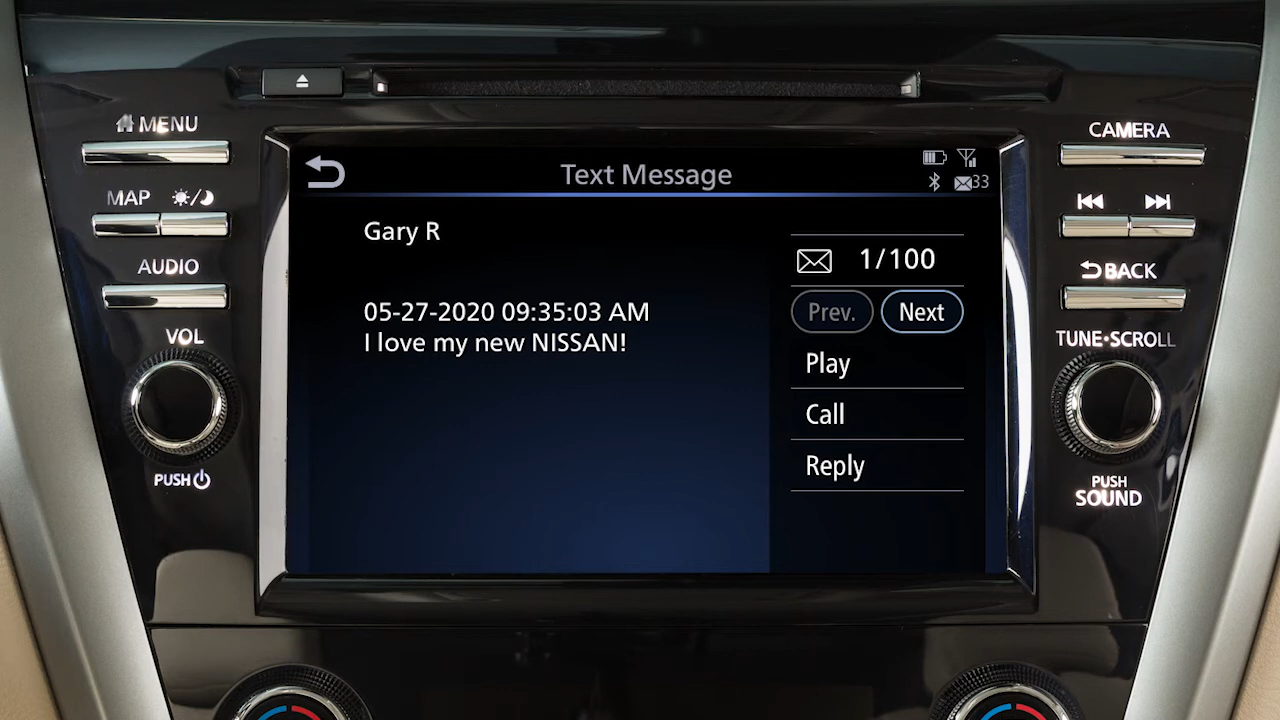 MENU
MAP
AUDIO
VOL
PUSH
Text Message
33
Gary R
05-27-2020 09:35:03 AM
I love my new NISSAN!
1/100
Prev. Next
Play
Call
Reply
CAMERA
BACK
TUNE•SCROLL
PUSH
SOUND